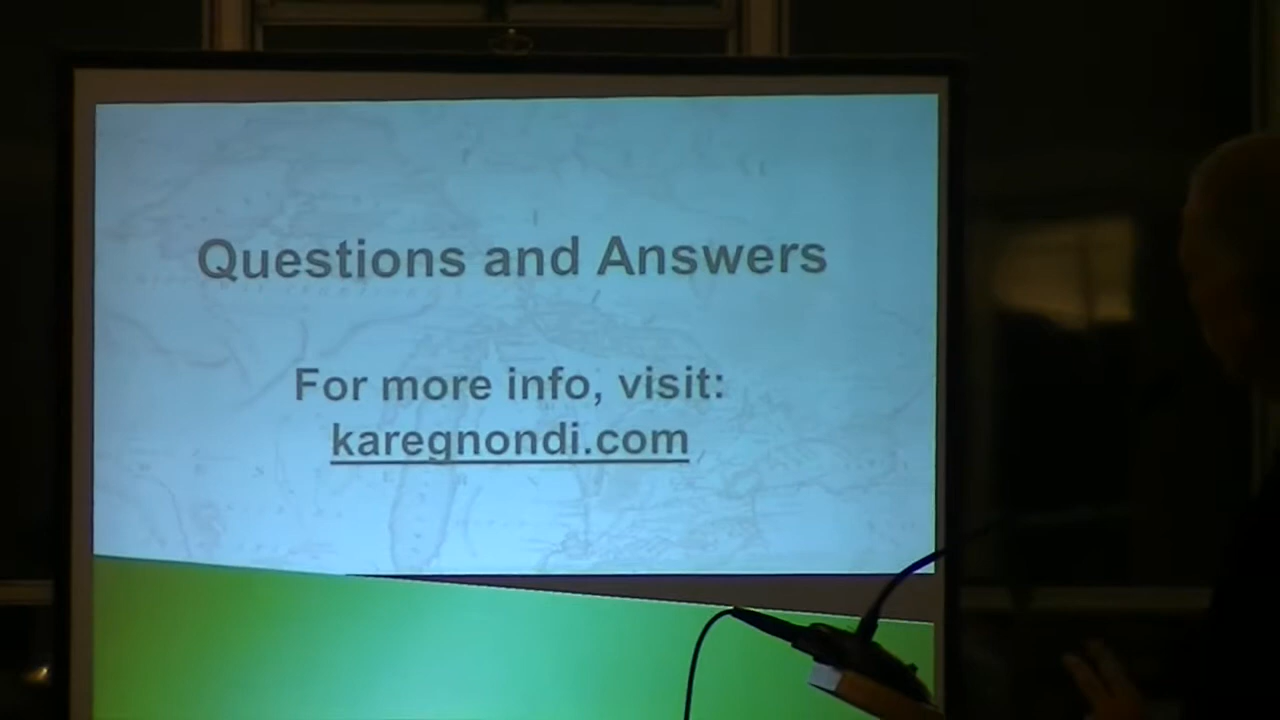 Questions and Answers
For more info, visit:
karegnondi.com